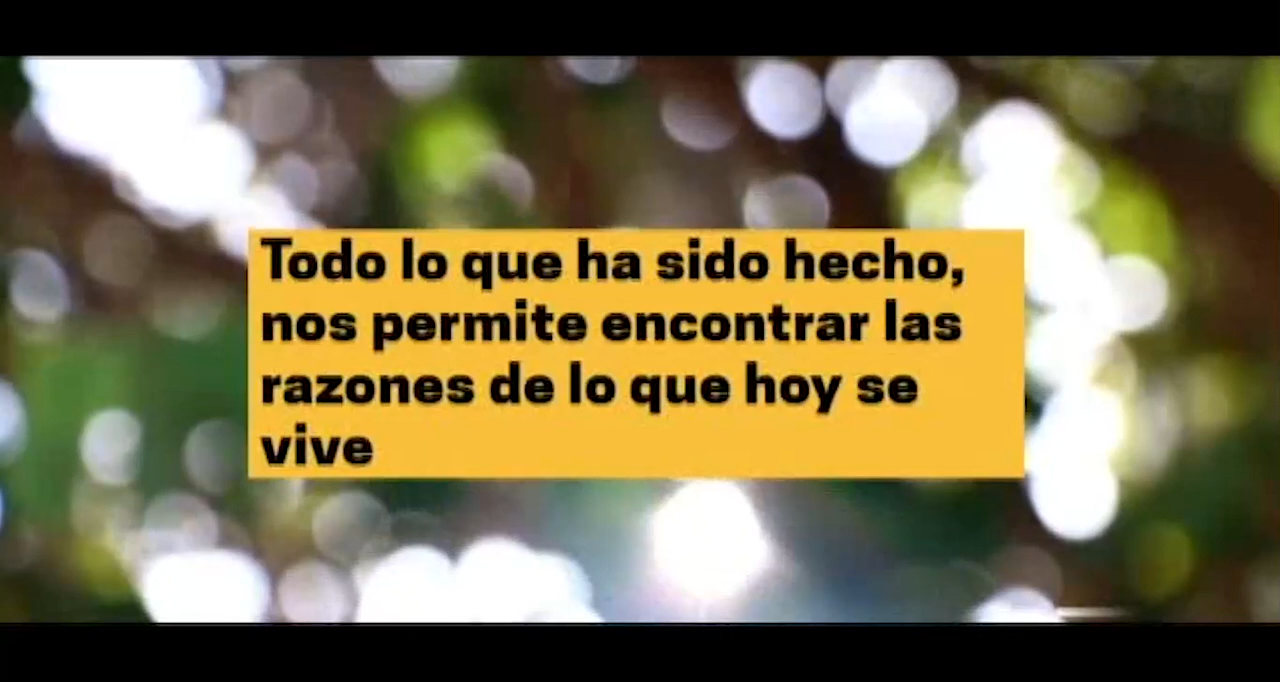 Todo lo que ha sido hecho,
nos permite encontrar las
razones de lo que hoy se
vive